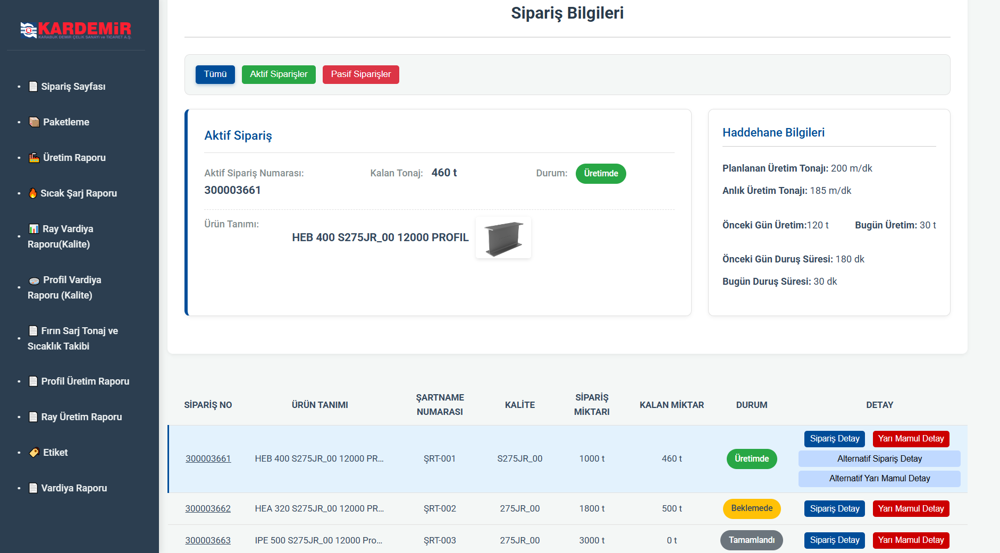 KARDEMİR
KARABÜK DEMİR ÇELİK SANAYİ ve TİCARET A.Ş.
Sipariş Sayfası
Paketleme
Üretim Raporu
Sıcak Şarj Raporu
Ray Vardiya
Raporu(Kalite)
Profil Vardiya
Raporu (Kalite)
Fırın Sarj Tonaj ve
Sıcaklık Takibi
Profil Üretim Raporu
Ray Üretim Raporu
Etiket
Vardiya Raporu
Sipariş Bilgileri
Tümü Aktif Siparişler Pasif Siparişler
Aktif Sipariş
Aktif Sipariş Numarası:
300003661
Kalan Tonaj: 460 t
Durum: Üretimde
Ürün Tanımı:
HEB 400 S275JR_00 12000 PROFIL
Haddehane Bilgileri
Planlanan Üretim Tonajı: 200 m/dk
Anlık Üretim Tonajı: 185 m/dk
Önceki Gün Üretim:120 t Bugün Üretim: 30 t
Önceki Gün Duruş Süresi: 180 dk
Bugün Duruş Süresi: 30 dk
SİPARİŞ NO ÜRÜN TANIMI ŞARTNAME NUMARASI KALİTE SİPARİŞ MİKTARI KALAN MİKTAR DURUM DETAY
300003661 HEB 400 S275JR_00 12000 PR... ŞRT-001 S275JR_00 1000 t 460 t Üretimde
Sipariş Detay Yarı Mamul Detay
Alternatif Sipariş Detay
Alternatif Yarı Mamul Detay
300003662 HEA 320 S275JR_00 12000 PR... ŞRT-002 275JR_00 1800 t 500 t Beklemede Sipariş Detay Yarı Mamul Detay
300003663 IPE 500 S275JR_00 12000 Pro... ŞRT-003 275JR_00 3000 t 0 t Tamamlandı Sipariş Detay Yarı Mamul Detay